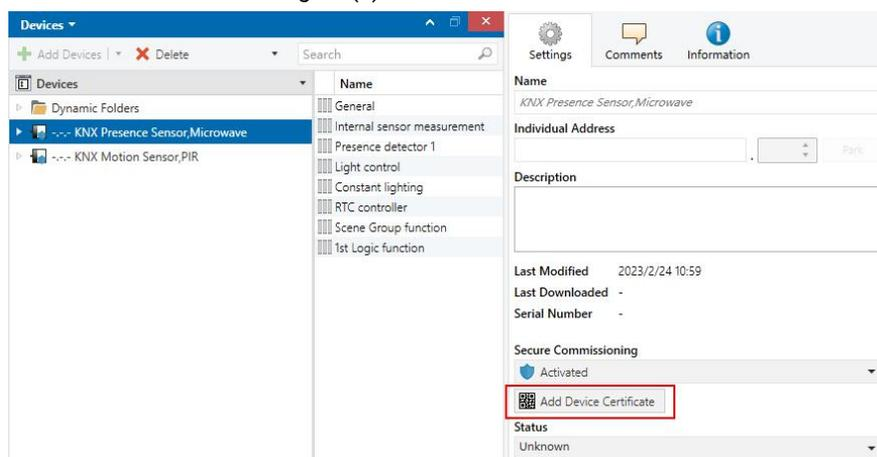 Devices
Add Devices
Delete
Search
Devices
Dynamic Folders
-.-.- KNX Presence Sensor,Microwave
-.-.- KNX Motion Sensor,PIR
Name
General
Internal sensor measurement
Presence detector 1
Light control
Constant lighting
RTC controller
Scene Group function
1st Logic function
Settings
Comments
Information
Name
KNX Presence Sensor,Microwave
Individual Address
.
Park
Description
Last Modified 2023/2/24 10:59
Last Downloaded -
Serial Number -
Secure Commissioning
Activated
Add Device Certificate
Status
Unknown